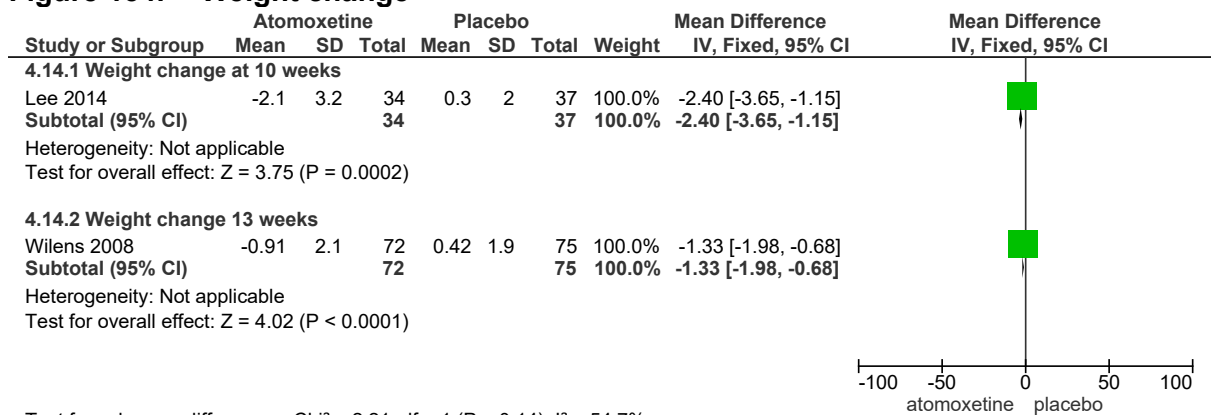 Atomoxetine Placebo Mean Difference Mean Difference
Study or Subgroup Mean SD Total Mean SD Total Weight IV, Fixed, 95% CI IV, Fixed, 95% CI
4.14.1 Weight change at 10 weeks
Lee 2014 -2.1 3.2 34 0.3 2 37 100.0% -2.40 [-3.65, -1.15]
Subtotal (95% CI) 34 37 100.0% -2.40 [-3.65, -1.15]
Heterogeneity: Not applicable
Test for overall effect: Z = 3.75 (P = 0.0002)
4.14.2 Weight change 13 weeks
Wilens 2008 -0.91 2.1 72 0.42 1.9 75 100.0% -1.33 [-1.98, -0.68]
Subtotal (95% CI) 72 75 100.0% -1.33 [-1.98, -0.68]
Heterogeneity: Not applicable
Test for overall effect: Z = 4.02 (P < 0.0001)
-100 -50 0 50 100
atomoxetine placebo